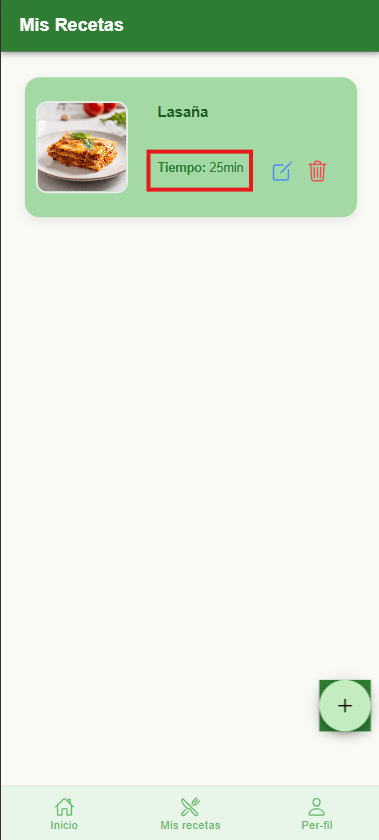 Mis Recetas
Lasaña
Tiempo: 25min
Inicio
Mis recetas
Per-fil